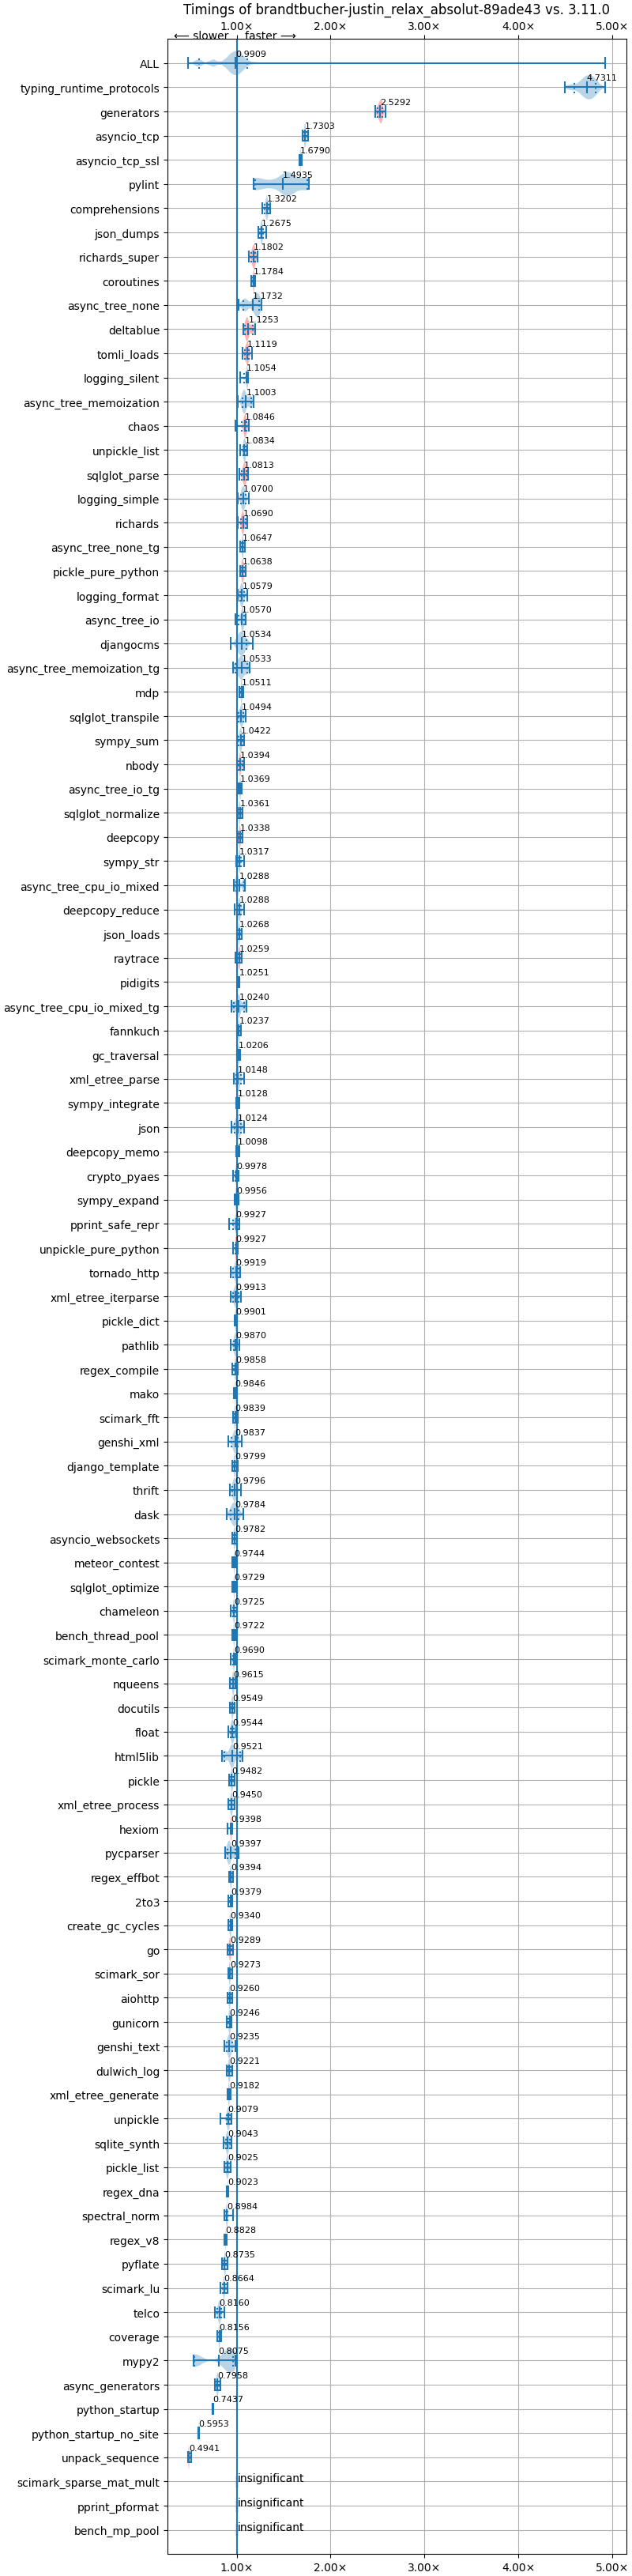 Timings of brandtbucher-justin_relax_absolut-89ade43 vs. 3.11.0
1.00× 2.00× 3.00× 4.00× 5.00×
⟵ slower faster ⟶
ALL 0.9909
typing_runtime_protocols 4.7311
generators 2.5292
asyncio_tcp 1.7303
asyncio_tcp_ssl 1.6790
pylint 1.4935
comprehensions 1.3202
json_dumps 1.2675
richards_super 1.1802
coroutines 1.1784
async_tree_none 1.1732
deltablue 1.1253
tomli_loads 1.1119
logging_silent 1.1054
async_tree_memoization 1.1003
chaos 1.0846
unpickle_list 1.0834
sqlglot_parse 1.0813
logging_simple 1.0700
richards 1.0690
async_tree_none_tg 1.0647
pickle_pure_python 1.0638
logging_format 1.0579
async_tree_io 1.0570
djangocms 1.0534
async_tree_memoization_tg 1.0533
mdp 1.0511
sqlglot_transpile 1.0494
sympy_sum 1.0422
nbody 1.0394
async_tree_io_tg 1.0369
sqlglot_normalize 1.0361
deepcopy 1.0338
sympy_str 1.0317
async_tree_cpu_io_mixed 1.0288
deepcopy_reduce 1.0288
json_loads 1.0268
raytrace 1.0259
pidigits 1.0251
async_tree_cpu_io_mixed_tg 1.0240
fannkuch 1.0237
gc_traversal 1.0206
xml_etree_parse 1.0148
sympy_integrate 1.0128
json 1.0124
deepcopy_memo 1.0098
crypto_pyaes 0.9978
sympy_expand 0.9956
pprint_safe_repr 0.9927
unpickle_pure_python 0.9927
tornado_http 0.9919
xml_etree_iterparse 0.9913
pickle_dict 0.9901
pathlib 0.9870
regex_compile 0.9858
mako 0.9846
scimark_fft 0.9839
genshi_xml 0.9837
django_template 0.9799
thrift 0.9796
dask 0.9784
asyncio_websockets 0.9782
meteor_contest 0.9744
sqlglot_optimize 0.9729
chameleon 0.9725
bench_thread_pool 0.9722
scimark_monte_carlo 0.9690
nqueens 0.9615
docutils 0.9549
float 0.9544
html5lib 0.9521
pickle 0.9482
xml_etree_process 0.9450
hexiom 0.9398
pycparser 0.9397
regex_effbot 0.9394
2to3 0.9379
create_gc_cycles 0.9340
go 0.9289
scimark_sor 0.9273
aiohttp 0.9260
gunicorn 0.9246
genshi_text 0.9235
dulwich_log 0.9221
xml_etree_generate 0.9182
unpickle 0.9079
sqlite_synth 0.9043
pickle_list 0.9025
regex_dna 0.9023
spectral_norm 0.8984
regex_v8 0.8828
pyflate 0.8735
scimark_lu 0.8664
telco 0.8160
coverage 0.8156
mypy2 0.8075
async_generators 0.7958
python_startup 0.7437
python_startup_no_site 0.5953
unpack_sequence 0.4941
scimark_sparse_mat_mult insignificant
pprint_pformat insignificant
bench_mp_pool insignificant
1.00× 2.00× 3.00× 4.00× 5.00×